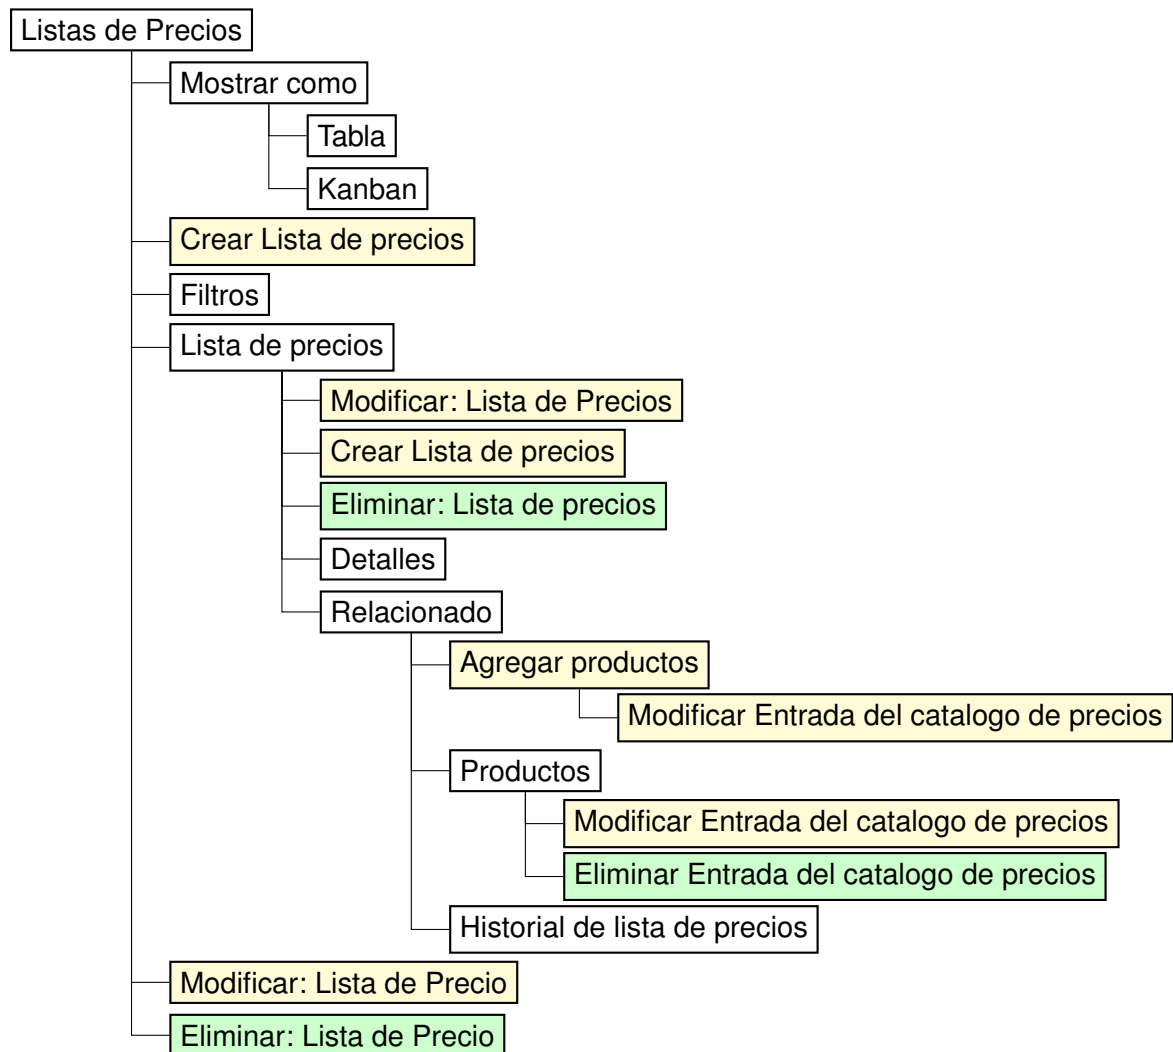 Listas de Precios
Mostrar como
Tabla
Kanban
Crear Lista de precios
Filtros
Lista de precios
Modificar: Lista de Precios
Crear Lista de precios
Eliminar: Lista de precios
Detalles
Relacionado
Agregar productos
Modificar Entrada del catalogo de precios
Productos
Modificar Entrada del catalogo de precios
Eliminar Entrada del catalogo de precios
Historial de lista de precios
Modificar: Lista de Precio
Eliminar: Lista de Precio